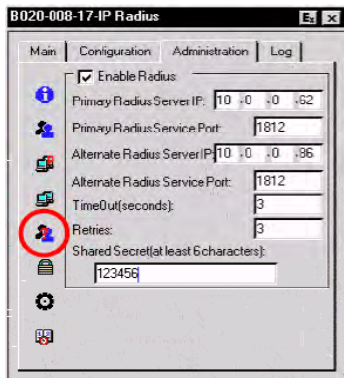 B020-008-17-IP Radius
Main Configuration Administration Log
Enable Radius
Primary Radius Server IP: 10 .0 .0 .62
Primary Radius Service Port: 1812
Alternate Radius Server IP: 10 .0 .0 .86
Alternate Radius Service Port: 1812
TimeOut(seconds): 3
Retries: 3
Shared Secret(at least 6 characters):
123456